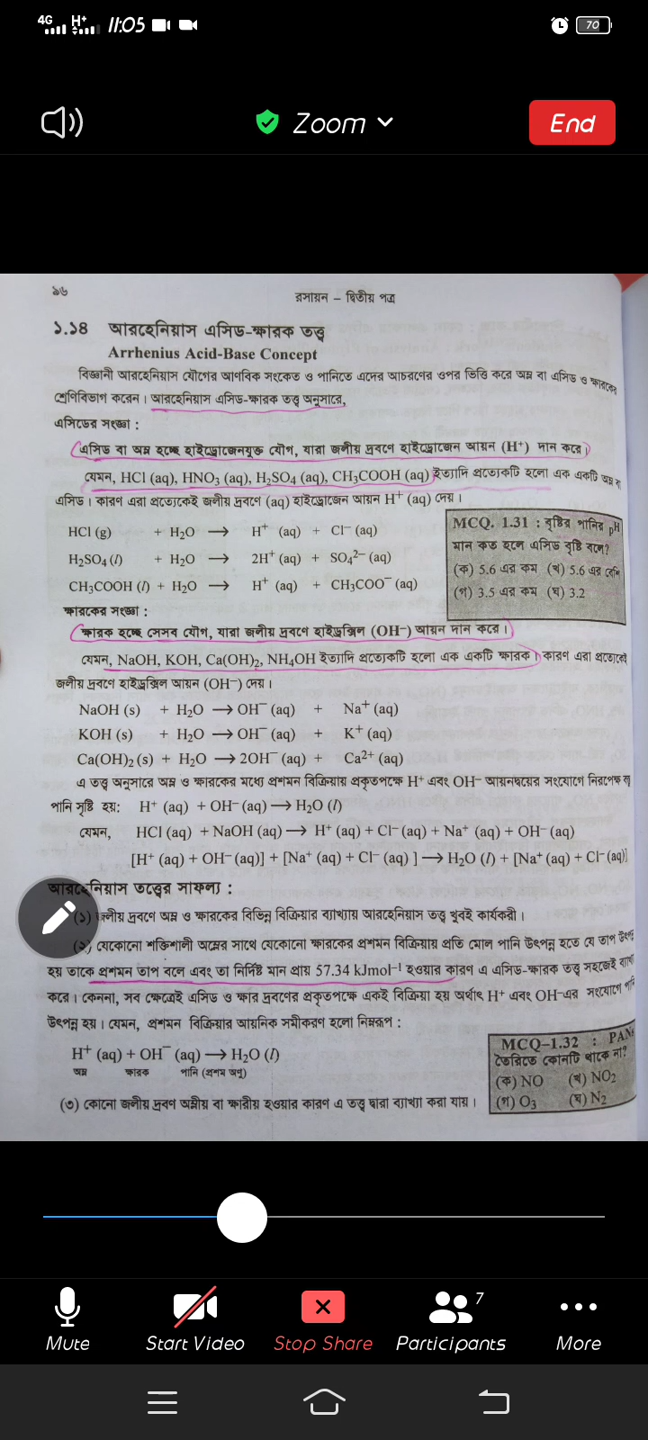 4G H+ 11:05 70
Zoom End
৯৬
রসায়ন – দ্বিতীয় পত্র
১.১৪ আরহেনিয়াস এসিড-ক্ষারক তত্ত্ব
Arrhenius Acid-Base Concept
বিজ্ঞানী আরহেনিয়াস যৌগের আণবিক সংকেত ও পানিতে এদের আচরণের ওপর ভিত্তি করে অম্ল বা এসিড ও ক্ষারকের
শ্রেণিবিভাগ করেন। আরহেনিয়াস এসিড-ক্ষারক তত্ত্ব অনুসারে,
এসিডের সংজ্ঞা :
এসিড বা অম্ল হচ্ছে হাইড্রোজেনযুক্ত যৌগ, যারা জলীয় দ্রবণে হাইড্রোজেন আয়ন (H⁺) দান করে।
যেমন, HCl (aq), HNO₃ (aq), H₂SO₄ (aq), CH₃COOH (aq) ইত্যাদি প্রত্যেকটি হলো এক একটি অম্ল বা
এসিড। কারণ এরা প্রত্যেকেই জলীয় দ্রবণে (aq) হাইড্রোজেন আয়ন H⁺ (aq) দেয়।
HCl (g) + H₂O ⟶ H⁺ (aq) + Cl⁻ (aq)
H₂SO₄ (l) + H₂O ⟶ 2H⁺ (aq) + SO₄²⁻ (aq)
CH₃COOH (l) + H₂O ⟶ H⁺ (aq) + CH₃COO⁻ (aq)
MCQ. 1.31 : বৃষ্টির পানির pH
মান কত হলে এসিড বৃষ্টি বলে?
(ক) 5.6 এর কম (খ) 5.6 এর বেশি
(গ) 3.5 এর কম (ঘ) 3.2
ক্ষারকের সংজ্ঞা :
ক্ষারক হচ্ছে সেসব যৌগ, যারা জলীয় দ্রবণে হাইড্রক্সিল (OH⁻) আয়ন দান করে।
যেমন, NaOH, KOH, Ca(OH)₂, NH₄OH ইত্যাদি প্রত্যেকটি হলো এক একটি ক্ষারক। কারণ এরা প্রত্যেকেই
জলীয় দ্রবণে হাইড্রক্সিল আয়ন (OH⁻) দেয়।
NaOH (s) + H₂O ⟶ OH⁻ (aq) + Na⁺ (aq)
KOH (s) + H₂O ⟶ OH⁻ (aq) + K⁺ (aq)
Ca(OH)₂ (s) + H₂O ⟶ 2OH⁻ (aq) + Ca²⁺ (aq)
এ তত্ত্ব অনুসারে অম্ল ও ক্ষারকের মধ্যে প্রশমন বিক্রিয়ায় প্রকৃতপক্ষে H⁺ এবং OH⁻ আয়নদ্বয়ের সংযোগে নিরপেক্ষ
পানি সৃষ্টি হয়: H⁺ (aq) + OH⁻ (aq) ⟶ H₂O (l)
যেমন, HCl (aq) + NaOH (aq) ⟶ H⁺ (aq) + Cl⁻ (aq) + Na⁺ (aq) + OH⁻ (aq)
[H⁺ (aq) + OH⁻ (aq)] + [Na⁺ (aq) + Cl⁻ (aq) ] ⟶ H₂O (l) + [Na⁺ (aq) + Cl⁻ (aq)]
আরহেনিয়াস তত্ত্বের সাফল্য :
(১) জলীয় দ্রবণে অম্ল ও ক্ষারকের বিভিন্ন বিক্রিয়ার ব্যাখ্যায় আরহেনিয়াস তত্ত্ব খুবই কার্যকরী।
(২) যেকোনো শক্তিশালী অম্লের সাথে যেকোনো ক্ষারকের প্রশমন বিক্রিয়ায় প্রতি মোল পানি উৎপন্ন হতে যে তাপ উৎপন্ন
হয় তাকে প্রশমন তাপ বলে এবং তা নির্দিষ্ট মান প্রায় 57.34 kJmol⁻¹ হওয়ার কারণ এ এসিড-ক্ষারক তত্ত্ব সহজেই ব্যাখ্যা
করে। কেননা, সব ক্ষেত্রেই এসিড ও ক্ষার দ্রবণের প্রকৃতপক্ষে একই বিক্রিয়া হয় অর্থাৎ H⁺ এবং OH⁻এর সংযোগে পানি
উৎপন্ন হয়। যেমন, প্রশমন বিক্রিয়ার আয়নিক সমীকরণ হলো নিম্নরূপ :
H⁺ (aq) + OH⁻ (aq) ⟶ H₂O (l)
অম্ল ক্ষারক পানি (প্রশম অণু)
MCQ–1.32 : PAN
তৈরিতে কোনটি থাকে না?
(ক) NO (খ) NO₂
(গ) O₃ (ঘ) N₂
(৩) কোনো জলীয় দ্রবণ অম্লীয় বা ক্ষারীয় হওয়ার কারণ এ তত্ত্ব দ্বারা ব্যাখ্যা করা যায়।
7
Mute Start Video Stop Share Participants More